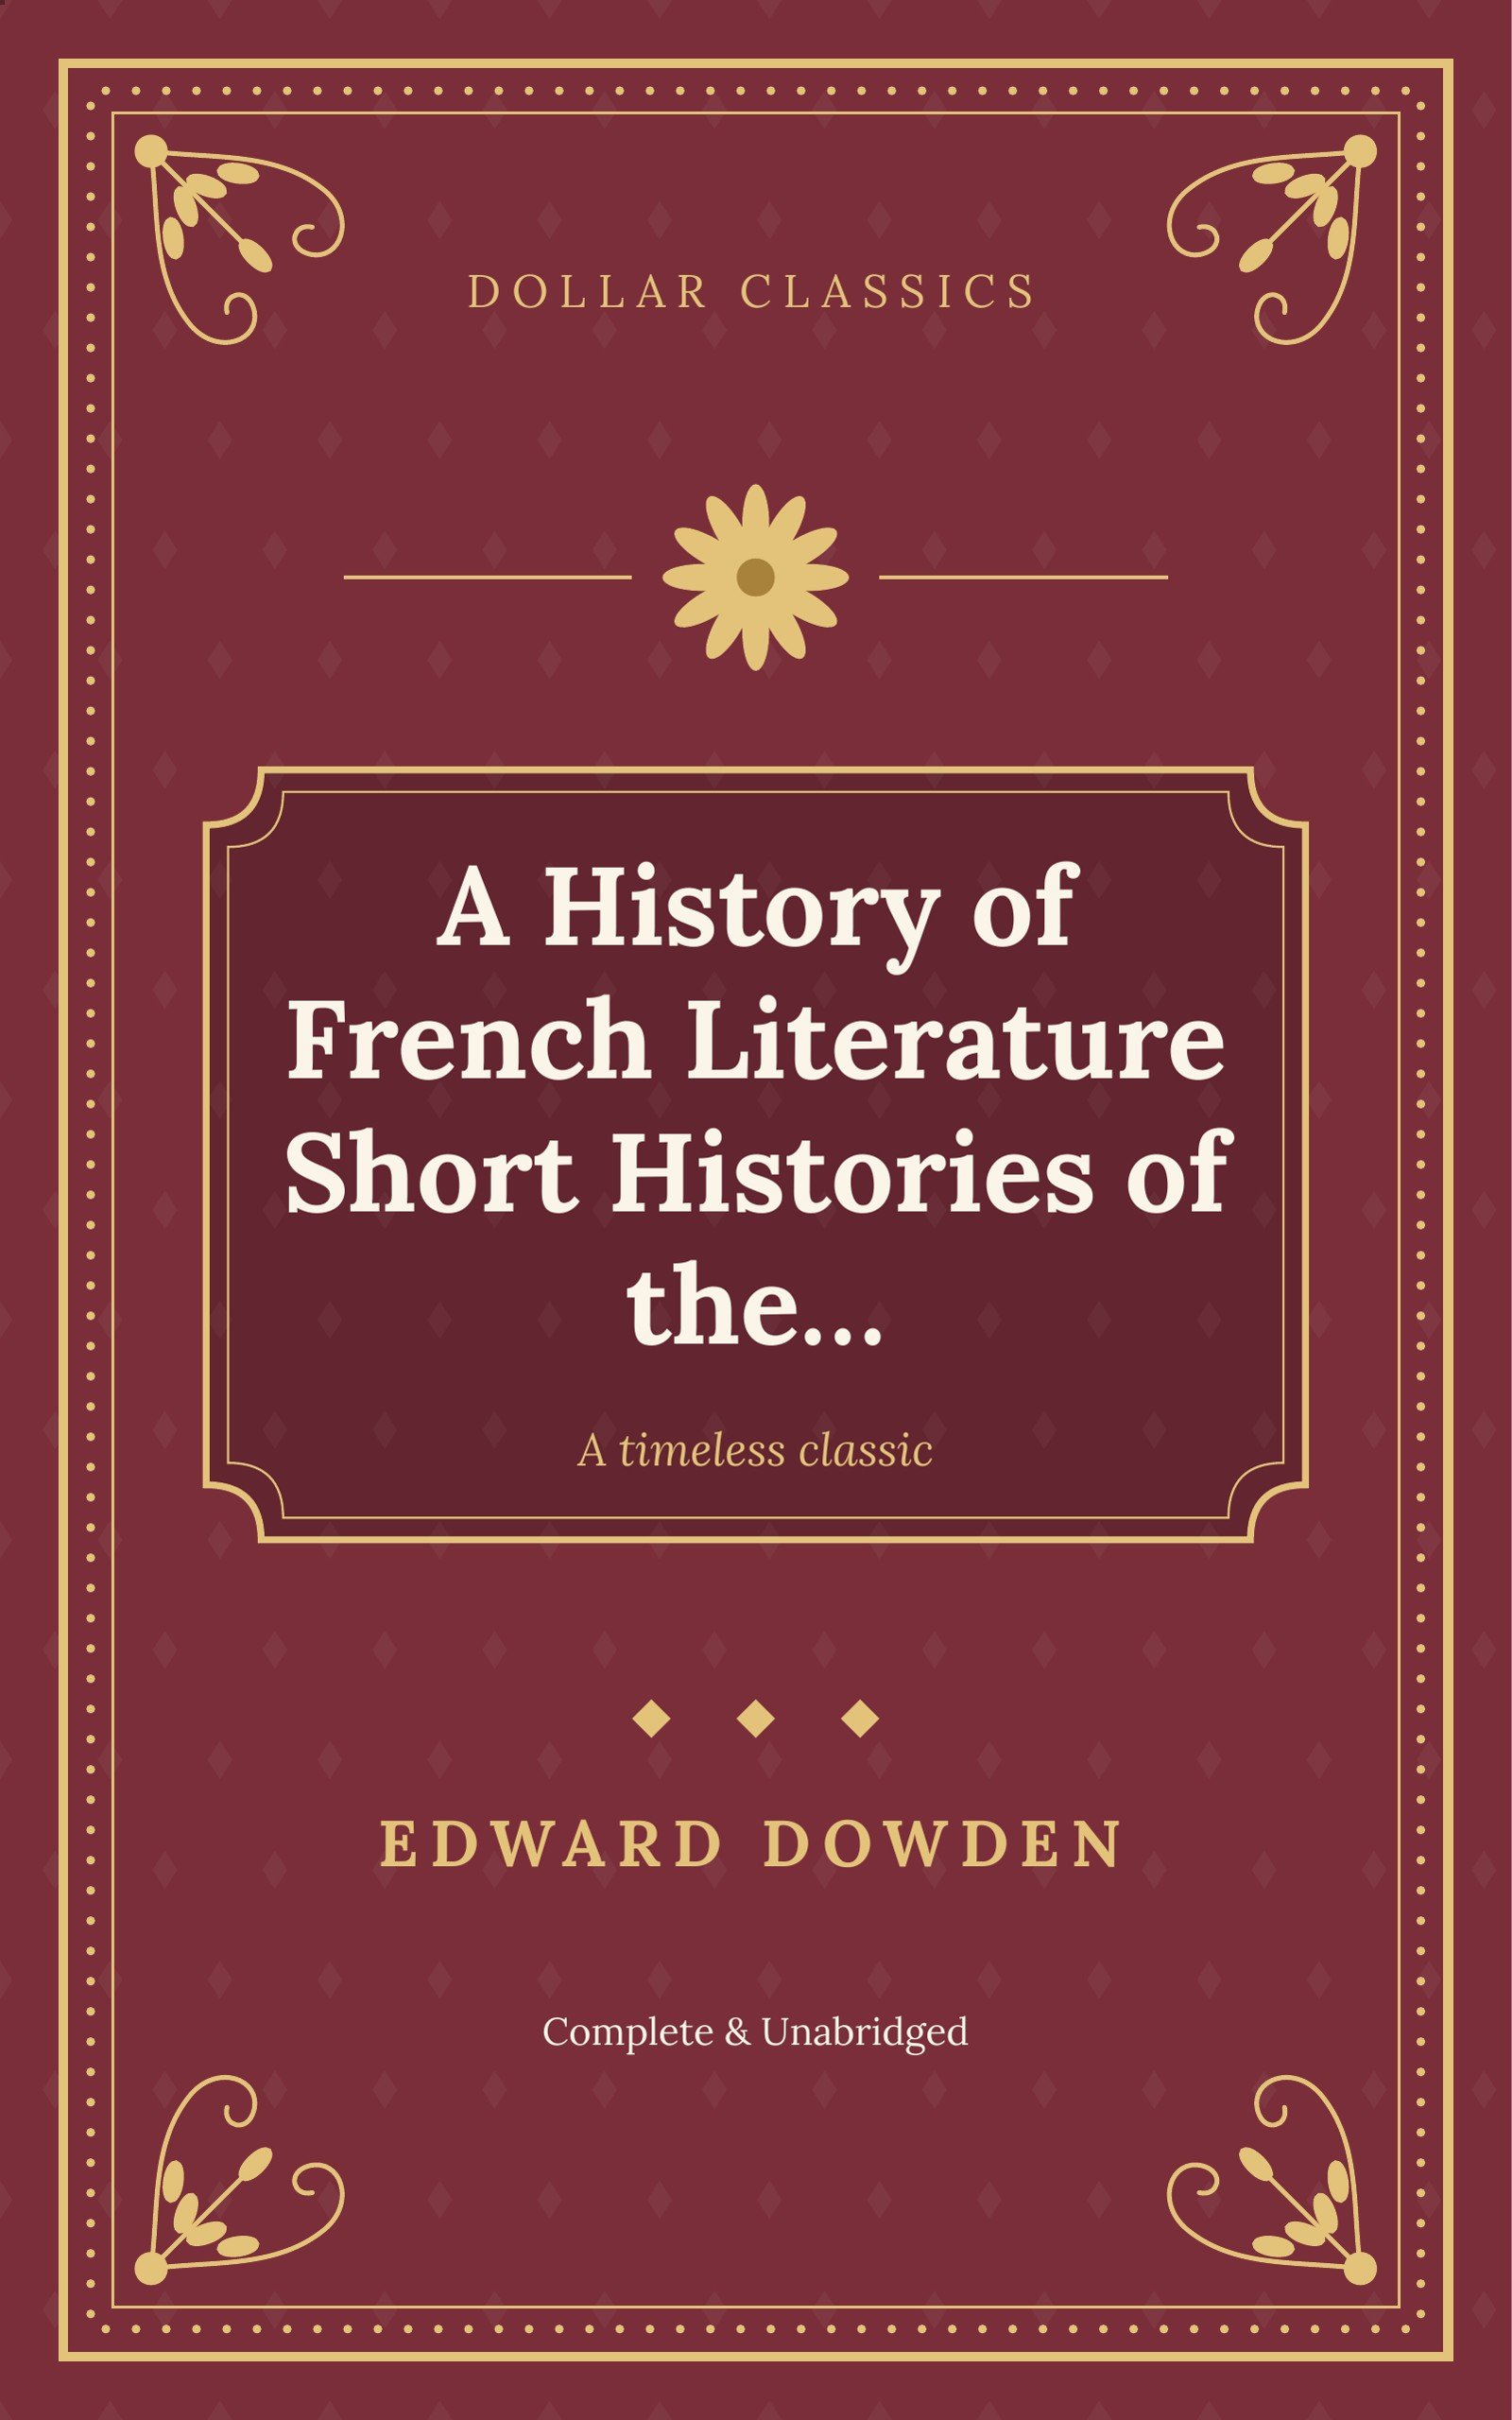 DOLLAR CLASSICS
A History of
French Literature
Short Histories of
the...
A timeless classic
EDWARD DOWDEN
Complete & Unabridged